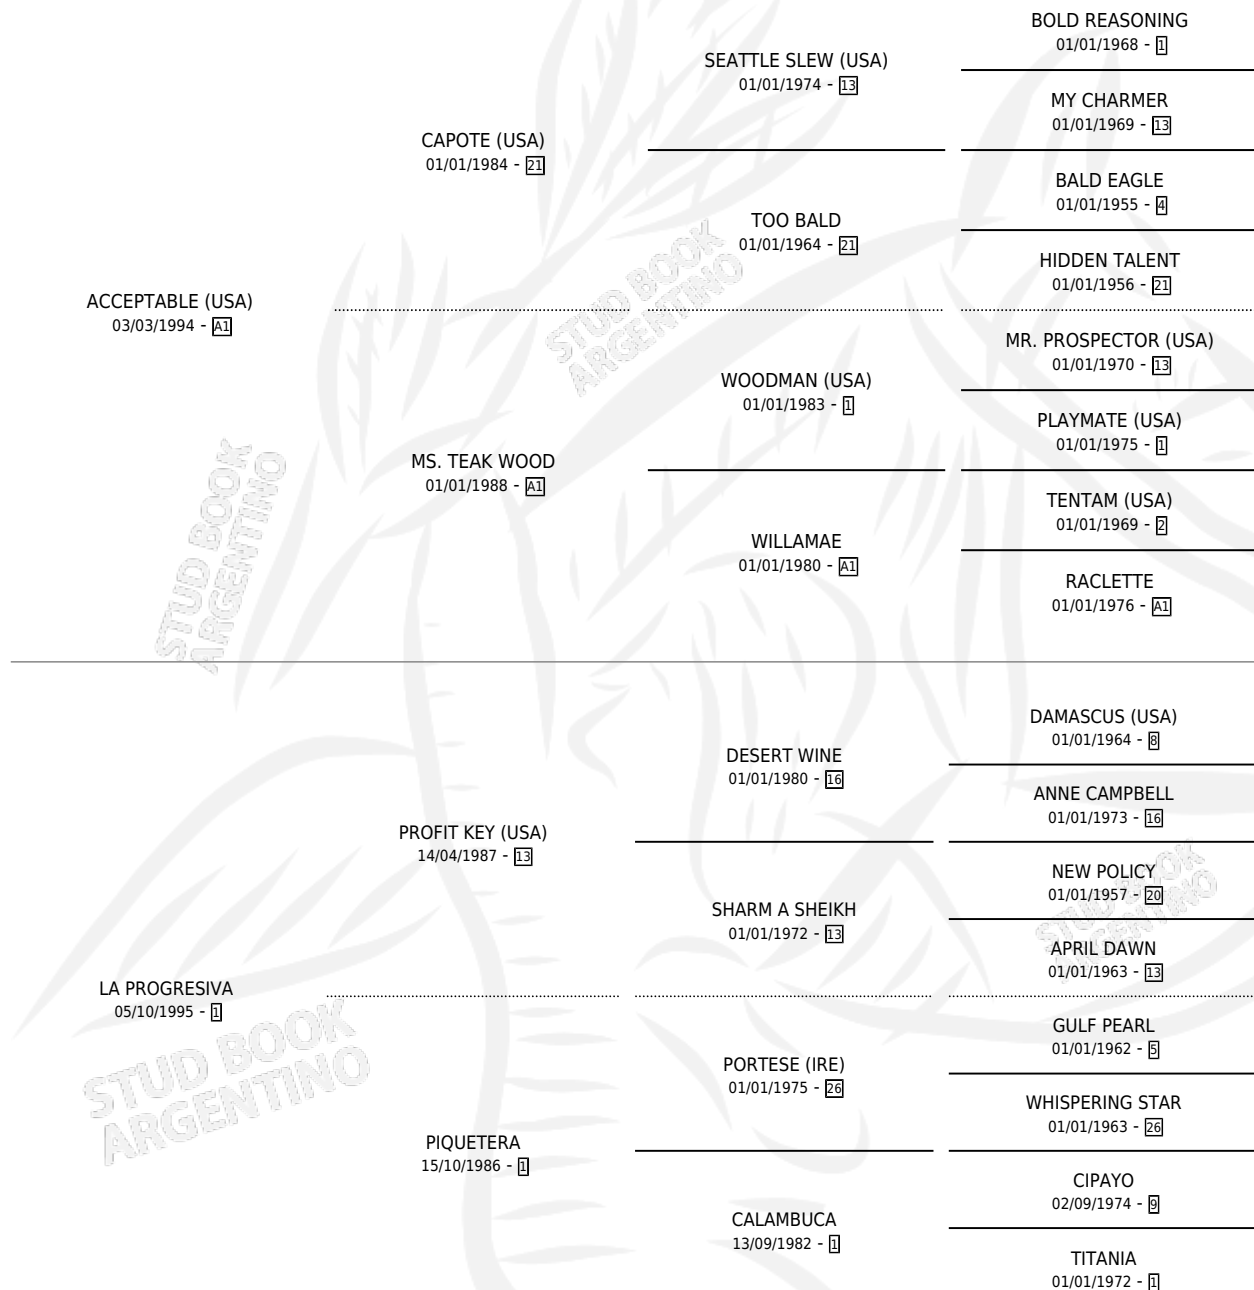 BOLD REASONING
01/01/1968 - 1
SEATTLE SLEW (USA)
01/01/1974 - 13
MY CHARMER
01/01/1969 - 13
CAPOTE (USA)
01/01/1984 - 21
BALD EAGLE
01/01/1955 - 4
TOO BALD
01/01/1964 - 21
HIDDEN TALENT
01/01/1956 - 21
ACCEPTABLE (USA)
03/03/1994 - A1
MR. PROSPECTOR (USA)
01/01/1970 - 13
WOODMAN (USA)
01/01/1983 - 1
PLAYMATE (USA)
01/01/1975 - 1
MS. TEAK WOOD
01/01/1988 - A1
TENTAM (USA)
01/01/1969 - 2
WILLAMAE
01/01/1980 - A1
RACLETTE
01/01/1976 - A1
DAMASCUS (USA)
01/01/1964 - 8
DESERT WINE
01/01/1980 - 16
ANNE CAMPBELL
01/01/1973 - 16
PROFIT KEY (USA)
14/04/1987 - 13
NEW POLICY
01/01/1957 - 20
SHARM A SHEIKH
01/01/1972 - 13
APRIL DAWN
01/01/1963 - 13
LA PROGRESIVA
05/10/1995 - 1
GULF PEARL
01/01/1962 - 5
PORTESE (IRE)
01/01/1975 - 26
WHISPERING STAR
01/01/1963 - 26
PIQUETERA
15/10/1986 - 1
CIPAYO
02/09/1974 - 9
CALAMBUCA
13/09/1982 - 1
TITANIA
01/01/1972 - 1
STUD BOOK
ARGENTINO
STUD BOOK
ARGENTINO
STUD BOOK
ARGENTINO
STUD BOOK
ARGENTINO